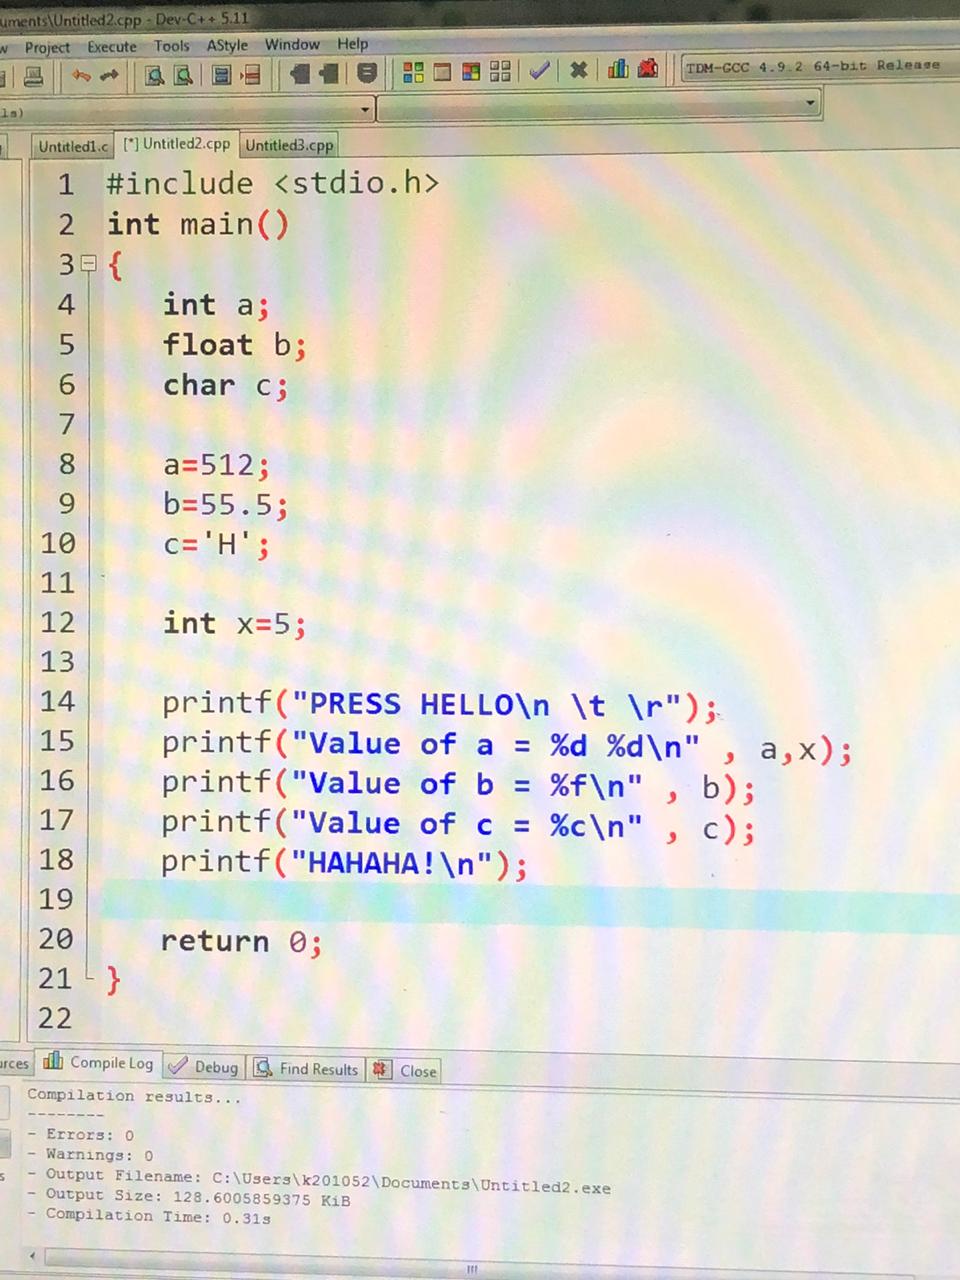 uments\Untitled2.cpp - Dev-C++ 5.11
w Project Execute Tools AStyle Window Help
TDM-GCC 4.9.2 64-bit Release
ls)
Untitled1.c [*] Untitled2.cpp Untitled3.cpp
1 #include <stdio.h>
2 int main()
3 {
4 int a;
5 float b;
6 char c;
7
8 a=512;
9 b=55.5;
10 c='H';
11
12 int x=5;
13
14 printf("PRESS HELLO\n \t \r");
15 printf("Value of a = %d %d\n" , a,x);
16 printf("Value of b = %f\n" , b);
17 printf("Value of c = %c\n" , c);
18 printf("HAHAHA!\n");
19
20 return 0;
21 }
22
urces Compile Log Debug Find Results Close
Compilation results...
--------
- Errors: 0
- Warnings: 0
s - Output Filename: C:\Users\k201052\Documents\Untitled2.exe
- Output Size: 128.6005859375 KiB
- Compilation Time: 0.31s